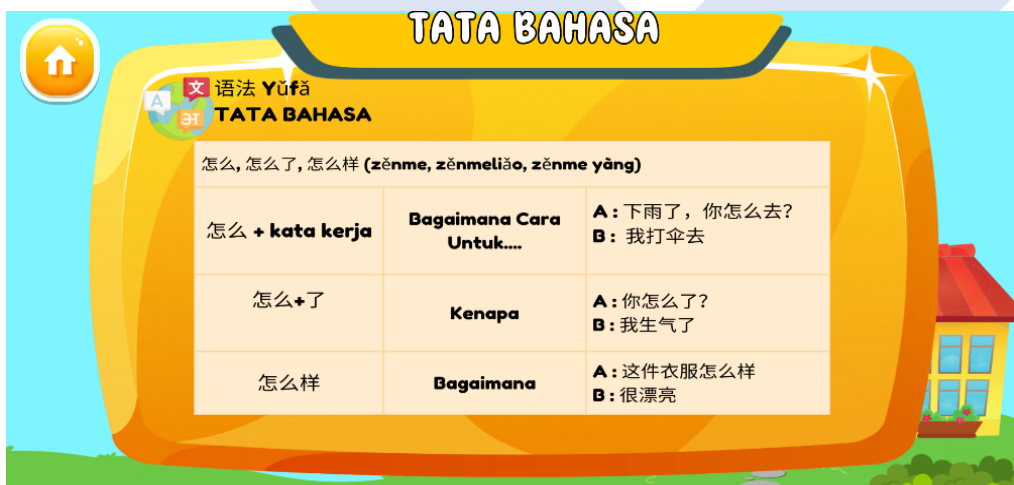 TATA BAHASA
语法 Yǔfǎ
TATA BAHASA
怎么, 怎么了, 怎么样 (zěnme, zěnmeliǎo, zěnme yàng)
怎么 + kata kerja
Bagaimana Cara
Untuk....
A : 下雨了，你怎么去？
B : 我打伞去
怎么+了
Kenapa
A : 你怎么了？
B : 我生气了
怎么样
Bagaimana
A : 这件衣服怎么样
B : 很漂亮
文
A
अ